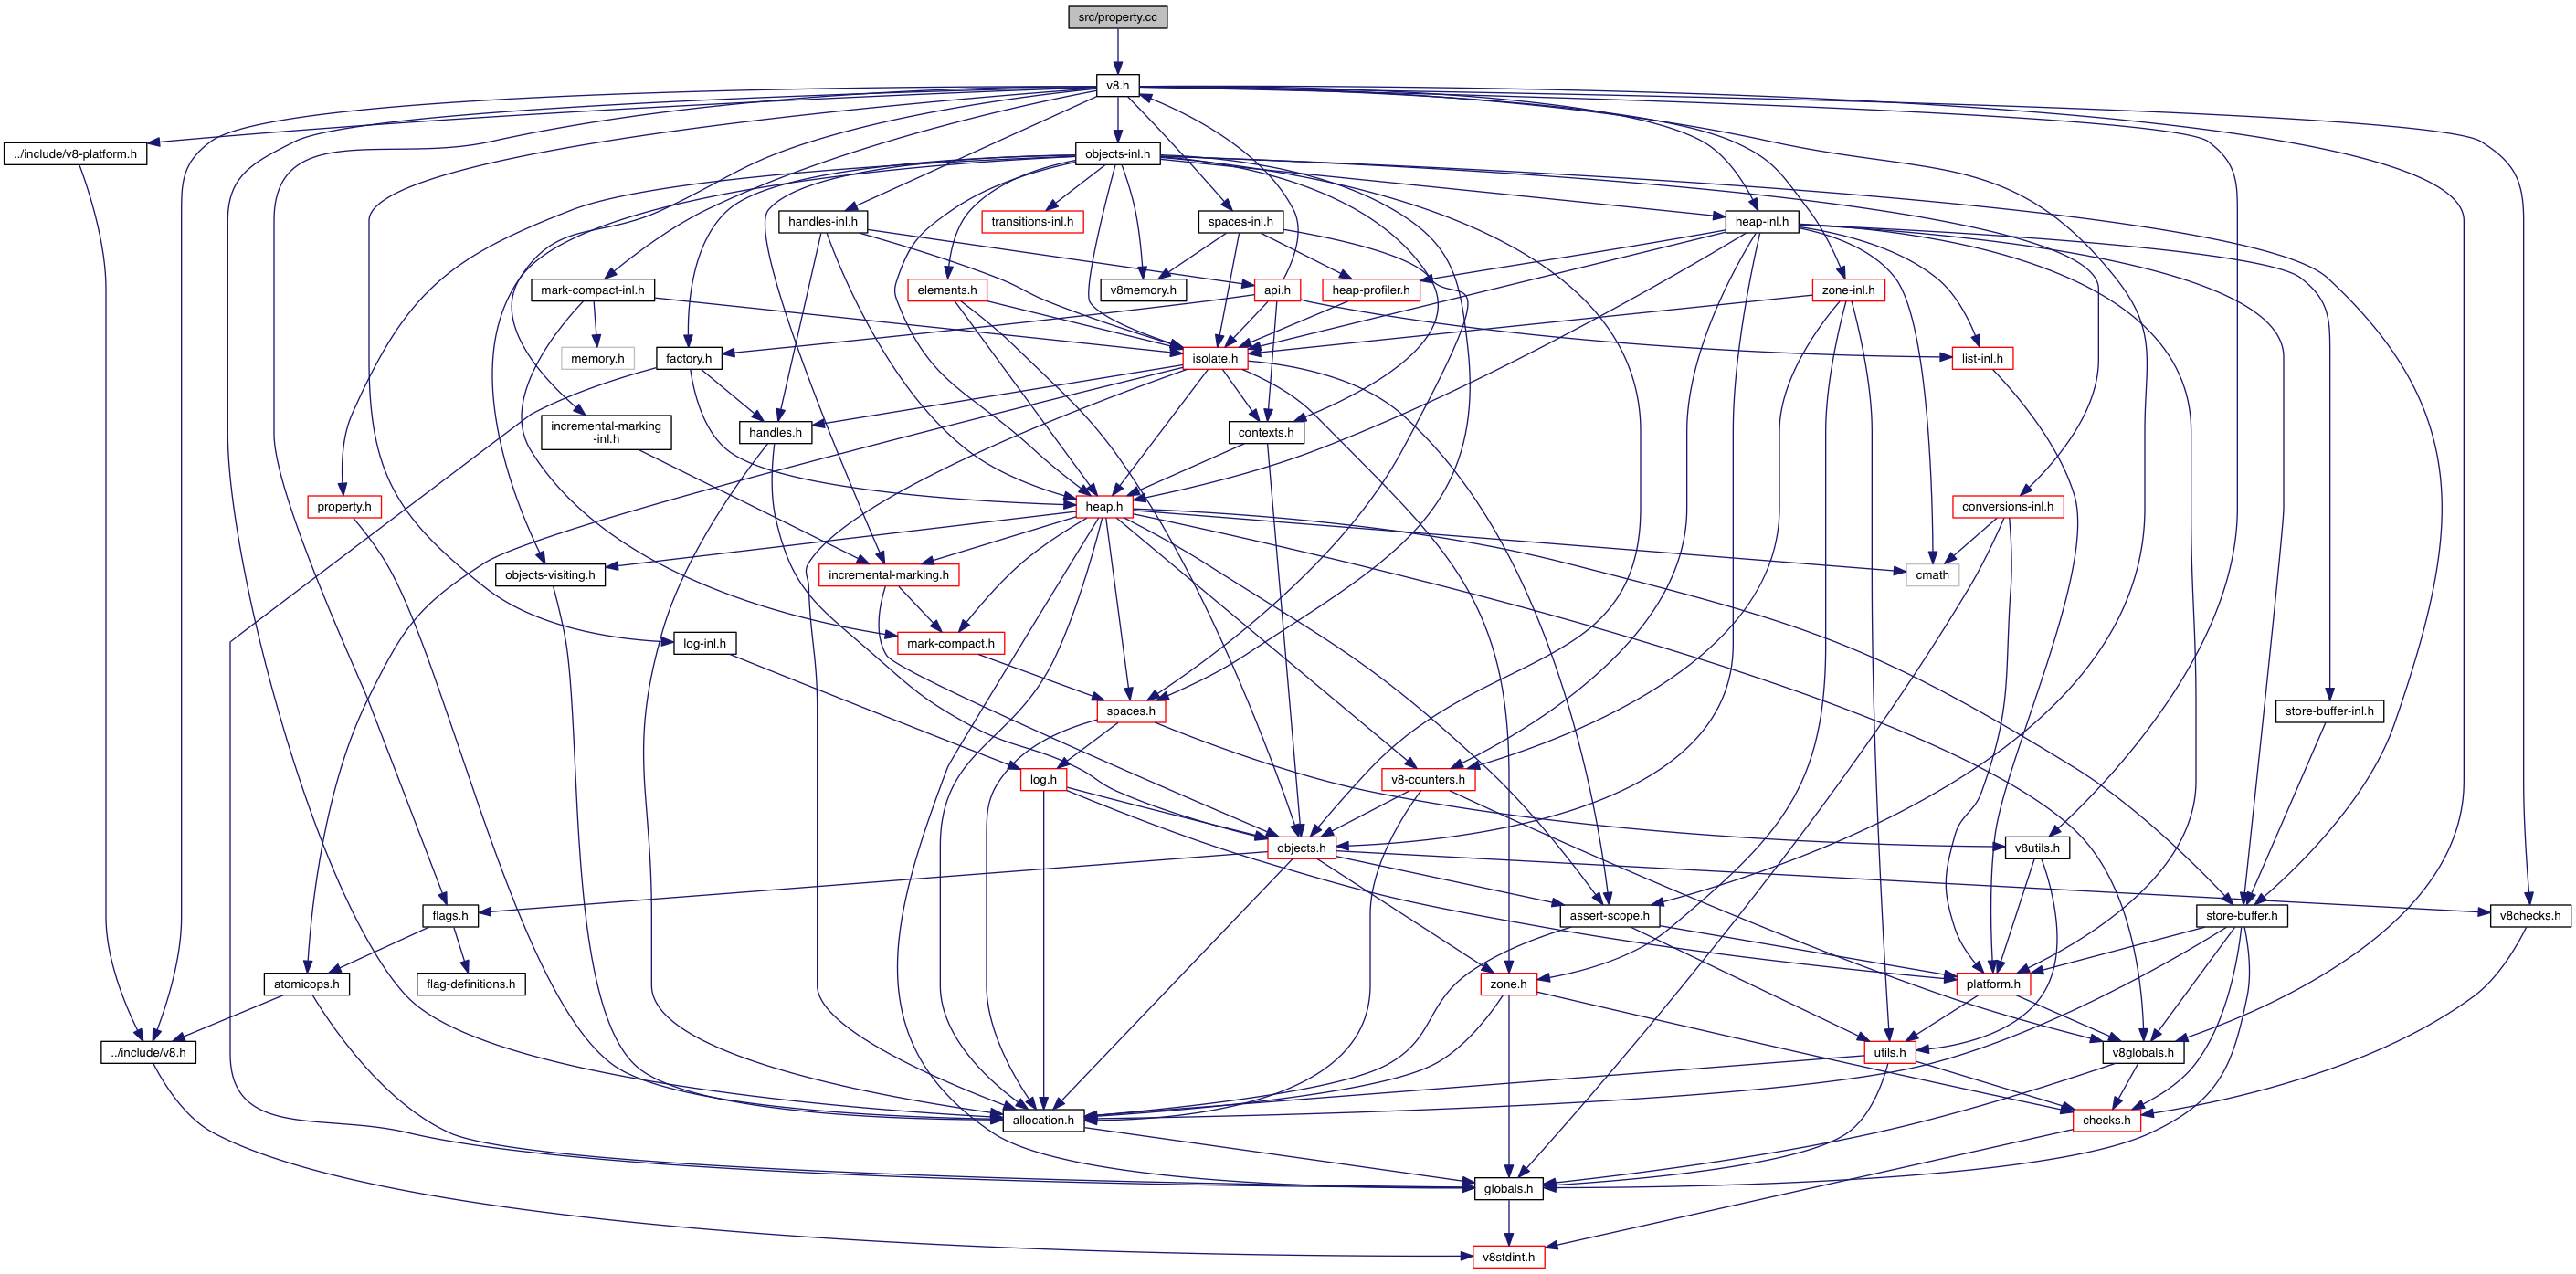 src/property.cc
v8.h
../include/v8-platform.h
objects-inl.h
handles-inl.h
transitions-inl.h
spaces-inl.h
heap-inl.h
mark-compact-inl.h
elements.h
v8memory.h
api.h
heap-profiler.h
zone-inl.h
memory.h
factory.h
isolate.h
list-inl.h
incremental-marking
-inl.h
handles.h
contexts.h
property.h
heap.h
conversions-inl.h
objects-visiting.h
incremental-marking.h
cmath
log-inl.h
mark-compact.h
spaces.h
store-buffer-inl.h
log.h
v8-counters.h
objects.h
v8utils.h
flags.h
assert-scope.h
store-buffer.h
v8checks.h
atomicops.h
flag-definitions.h
zone.h
platform.h
../include/v8.h
utils.h
v8globals.h
allocation.h
checks.h
globals.h
v8stdint.h